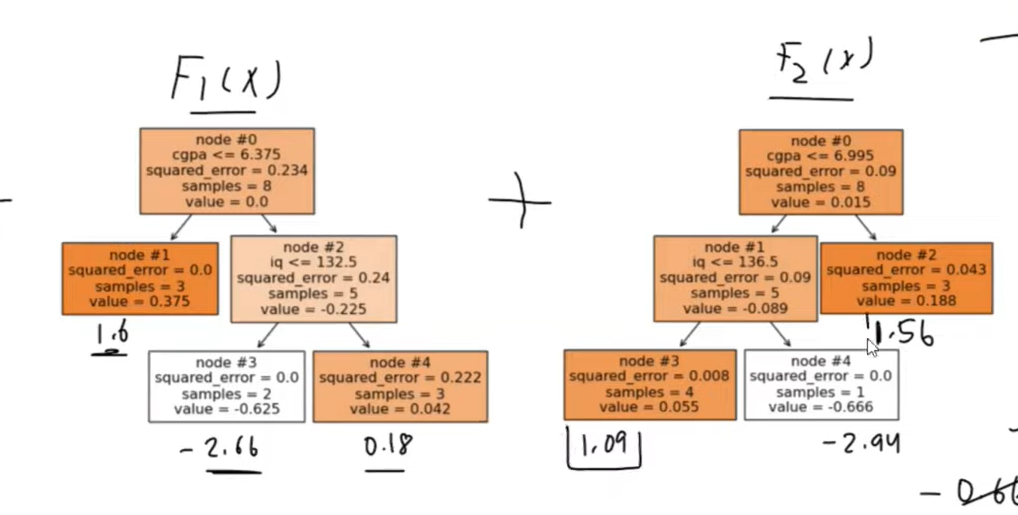 F1(x)
node #0
cgpa <= 6.375
squared_error = 0.234
samples = 8
value = 0.0
node #1
squared_error = 0.0
samples = 3
value = 0.375
1.6
node #2
iq <= 132.5
squared_error = 0.24
samples = 5
value = -0.225
node #3
squared_error = 0.0
samples = 2
value = -0.625
-2.66
node #4
squared_error = 0.222
samples = 3
value = 0.042
0.18
+
F2(x)
node #0
cgpa <= 6.995
squared_error = 0.09
samples = 8
value = 0.015
node #1
iq <= 136.5
squared_error = 0.09
samples = 5
value = -0.089
node #2
squared_error = 0.043
samples = 3
value = 0.188
1.56
node #3
squared_error = 0.008
samples = 4
value = 0.055
1.09
node #4
squared_error = 0.0
samples = 1
value = -0.666
-2.94